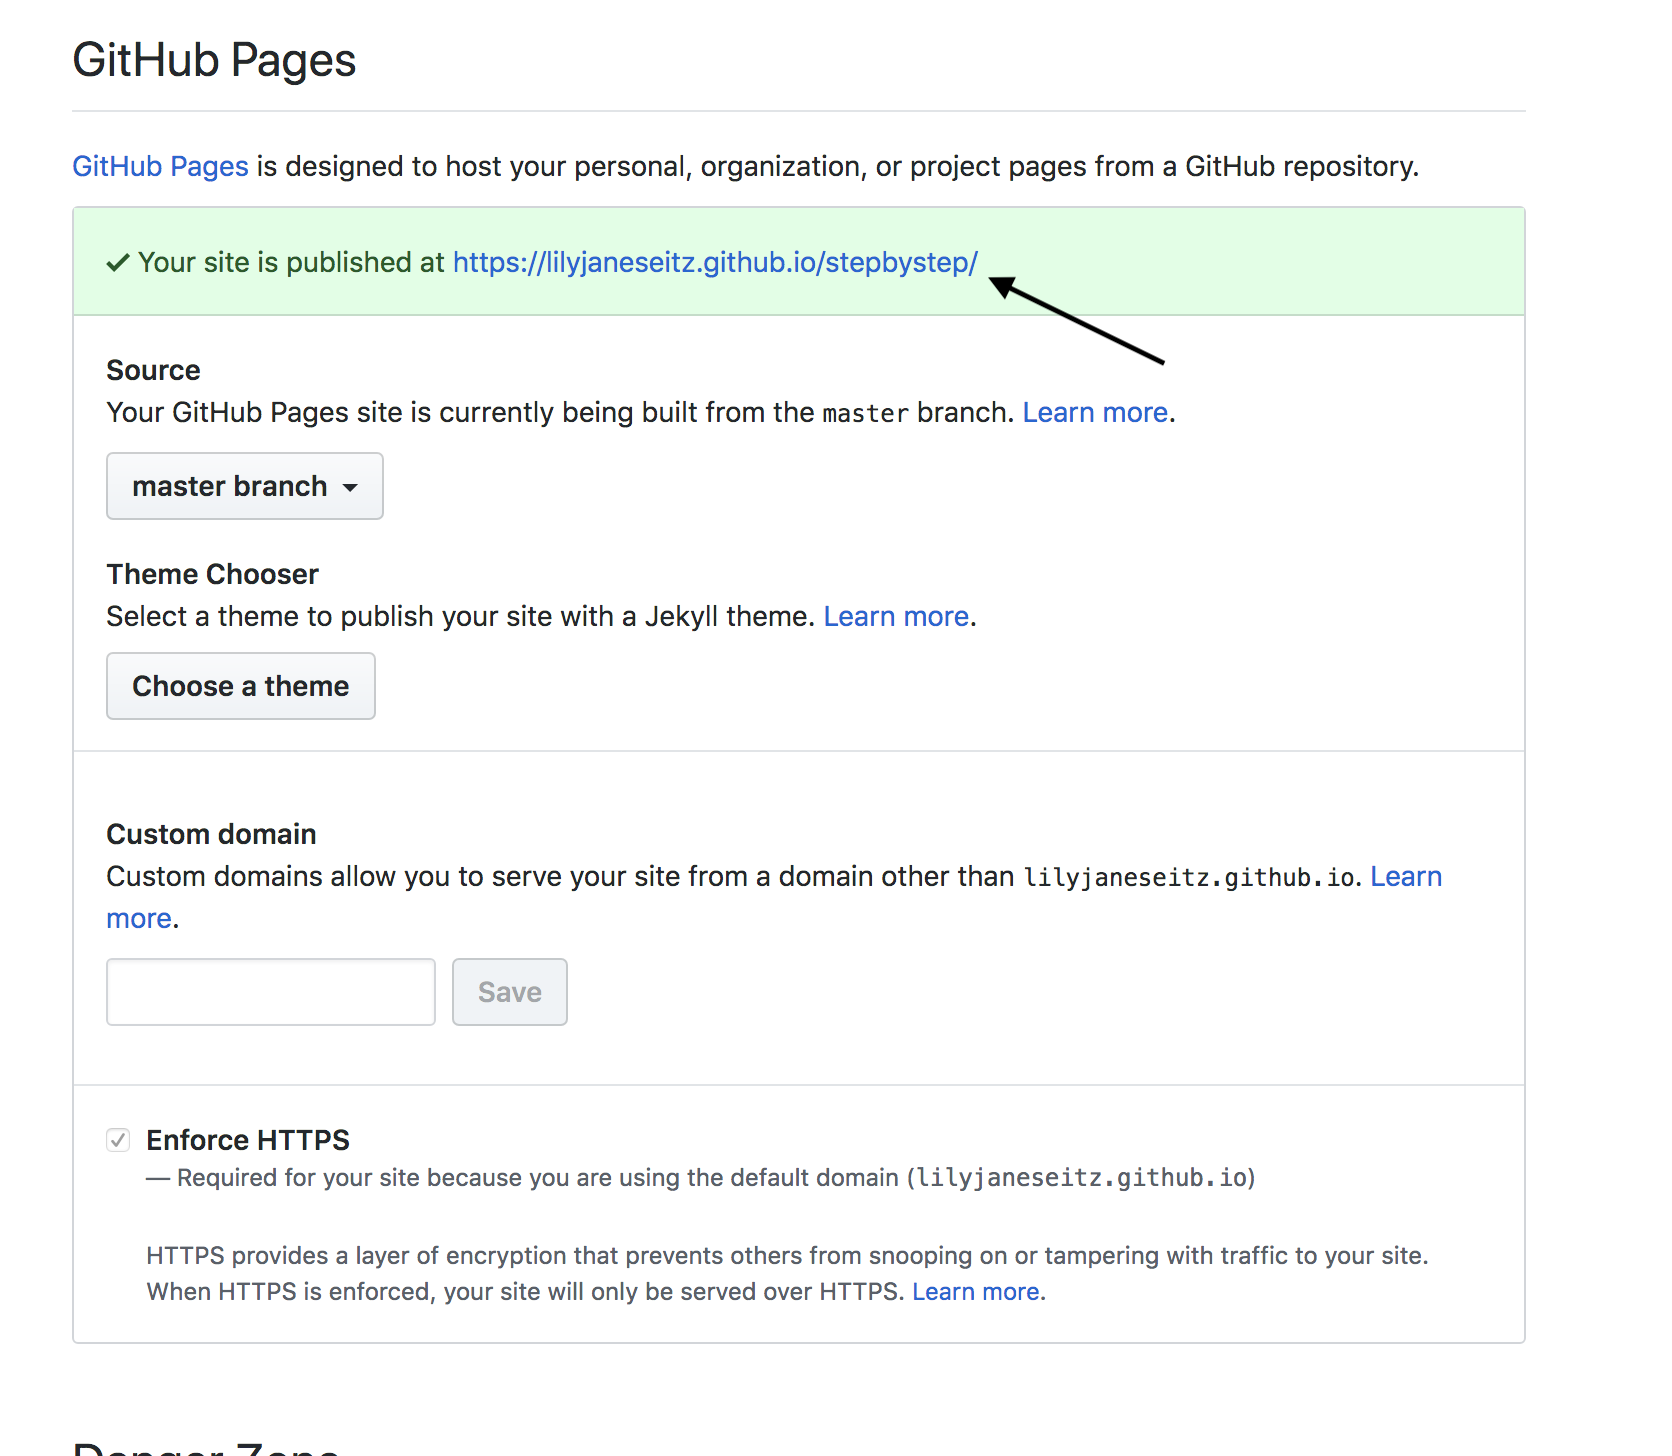 GitHub Pages
GitHub Pages is designed to host your personal, organization, or project pages from a GitHub repository.
Your site is published at https://lilyjaneseitz.github.io/stepbystep/
Source
Your GitHub Pages site is currently being built from the master branch. Learn more.
master branch
Theme Chooser
Select a theme to publish your site with a Jekyll theme. Learn more.
Choose a theme
Custom domain
Custom domains allow you to serve your site from a domain other than lilyjaneseitz.github.io. Learn
more.
Save
Enforce HTTPS
— Required for your site because you are using the default domain (lilyjaneseitz.github.io)
HTTPS provides a layer of encryption that prevents others from snooping on or tampering with traffic to your site.
When HTTPS is enforced, your site will only be served over HTTPS. Learn more.
Danger Zone